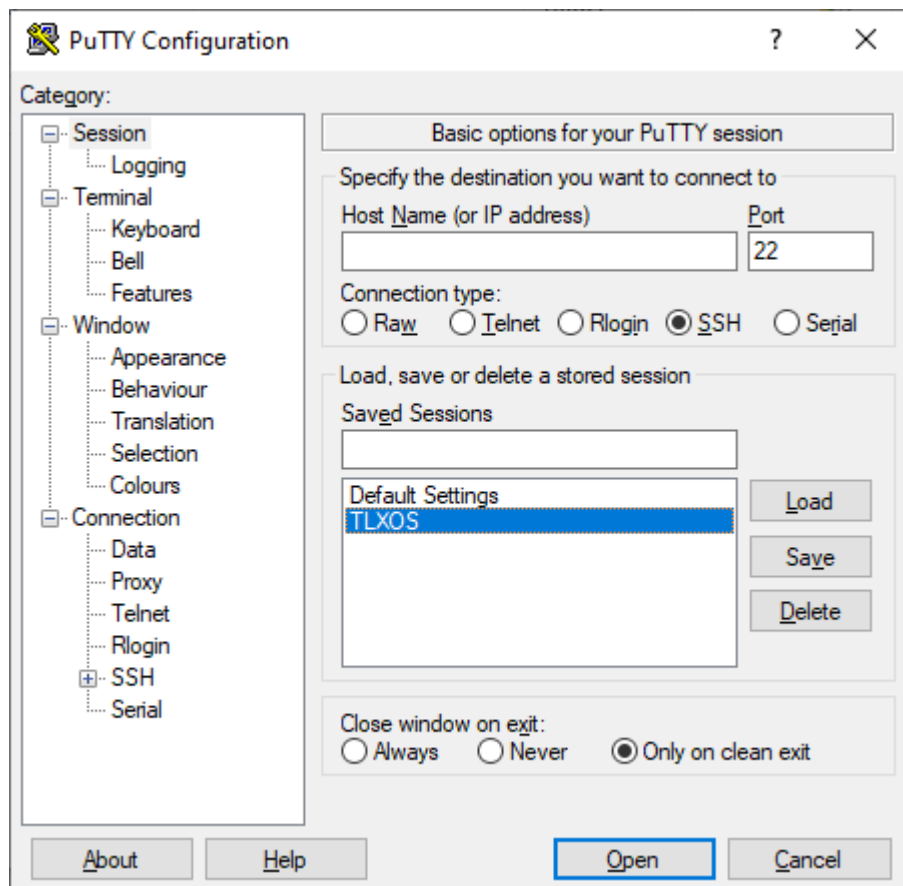 PuTTY Configuration ?
Category:
Session
Logging
Terminal
Keyboard
Bell
Features
Window
Appearance
Behaviour
Translation
Selection
Colours
Connection
Data
Proxy
Telnet
Rlogin
SSH
Serial
Basic options for your PuTTY session
Specify the destination you want to connect to
Host Name (or IP address) Port
22
Connection type:
Raw Telnet Rlogin SSH Serial
Load, save or delete a stored session
Saved Sessions
Default Settings
TLXOS
Load
Save
Delete
Close window on exit:
Always Never Only on clean exit
About Help Open Cancel